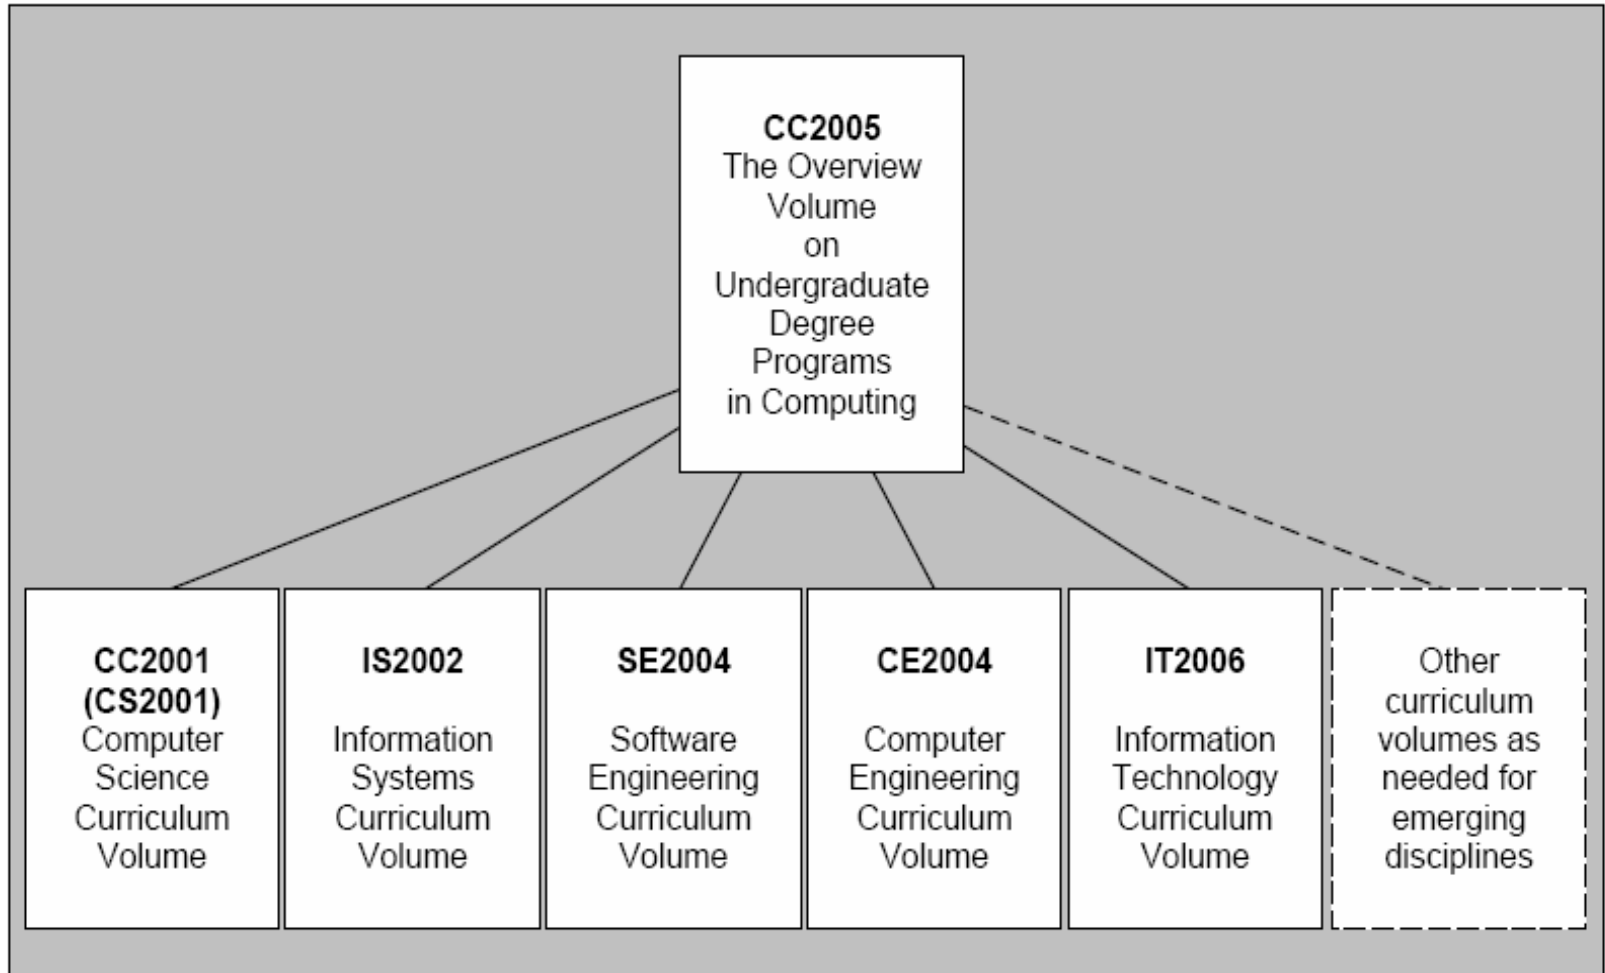 CC2005
The Overview
Volume
on
Undergraduate
Degree
Programs
in Computing
CC2001
(CS2001)
Computer
Science
Curriculum
Volume
IS2002
Information
Systems
Curriculum
Volume
SE2004
Software
Engineering
Curriculum
Volume
CE2004
Computer
Engineering
Curriculum
Volume
IT2006
Information
Technology
Curriculum
Volume
Other
curriculum
volumes as
needed for
emerging
disciplines